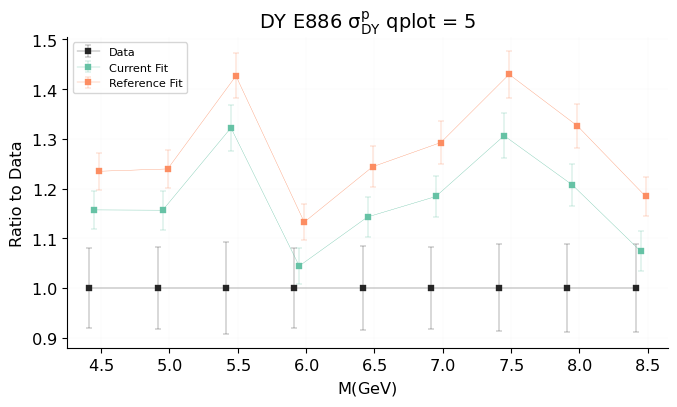 DY E886 σ^p_DY qplot = 5
Data
Current Fit
Reference Fit
Ratio to Data
1.5
1.4
1.3
1.2
1.1
1.0
0.9
4.5 5.0 5.5 6.0 6.5 7.0 7.5 8.0 8.5
M(GeV)